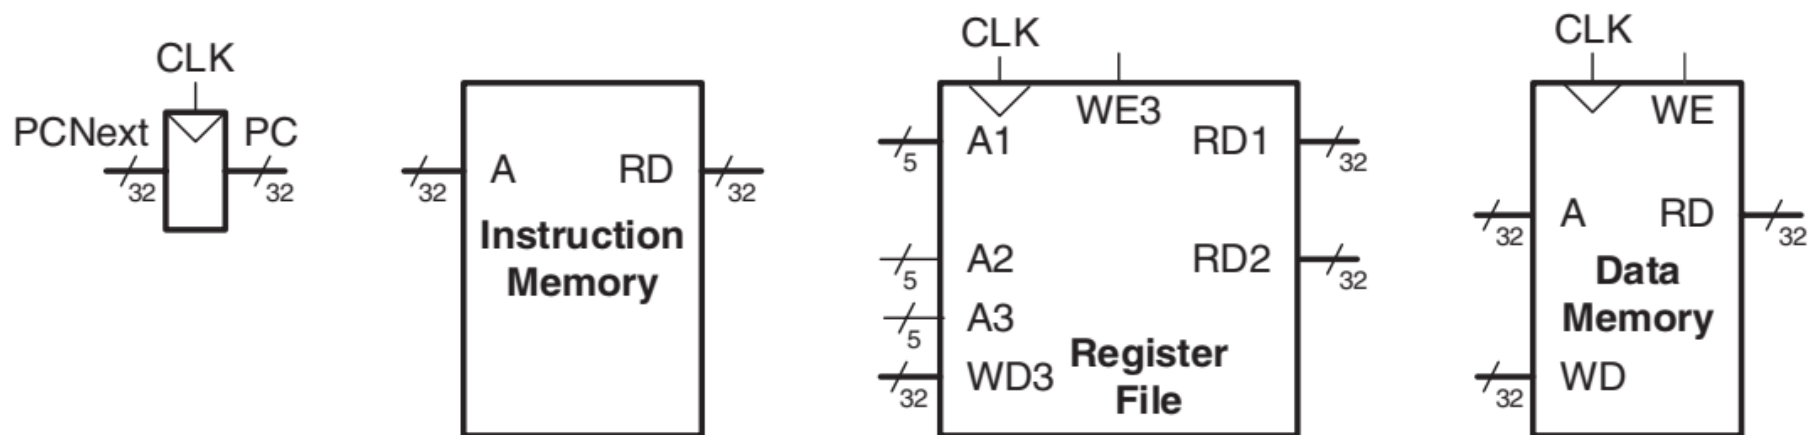 CLK
PCNext
PC
32
32
A
RD
32
32
Instruction
Memory
CLK
WE3
A1
RD1
5
32
A2
RD2
5
32
A3
5
WD3
32
Register
File
CLK
WE
A
RD
32
32
Data
Memory
WD
32